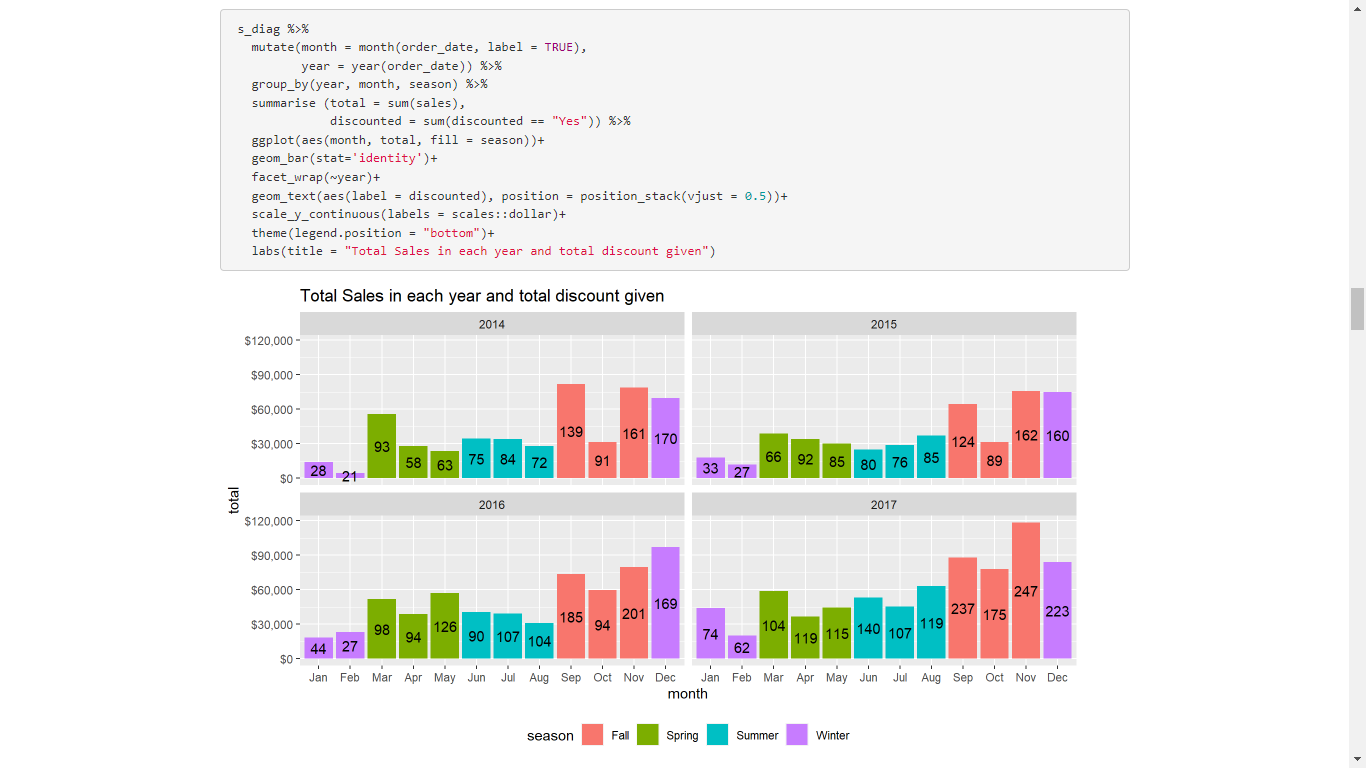 s_diag %>%
mutate(month = month(order_date, label = TRUE),
year = year(order_date)) %>%
group_by(year, month, season) %>%
summarise (total = sum(sales),
discounted = sum(discounted == "Yes")) %>%
ggplot(aes(month, total, fill = season))+
geom_bar(stat='identity')+
facet_wrap(~year)+
geom_text(aes(label = discounted), position = position_stack(vjust = 0.5))+
scale_y_continuous(labels = scales::dollar)+
theme(legend.position = "bottom")+
labs(title = "Total Sales in each year and total discount given")
Total Sales in each year and total discount given
2014
2015
$120,000
$90,000
$60,000
$30,000
$0
28 21 93 58 63 75 84 72 139 91 161 170
33 27 66 92 85 80 76 85 124 89 162 160
total
2016
2017
$120,000
$90,000
$60,000
$30,000
$0
44 27 98 94 126 90 107 104 185 94 201 169
74 62 104 119 115 140 107 119 237 175 247 223
Jan Feb Mar Apr May Jun Jul Aug Sep Oct Nov Dec
Jan Feb Mar Apr May Jun Jul Aug Sep Oct Nov Dec
month
season Fall Spring Summer Winter